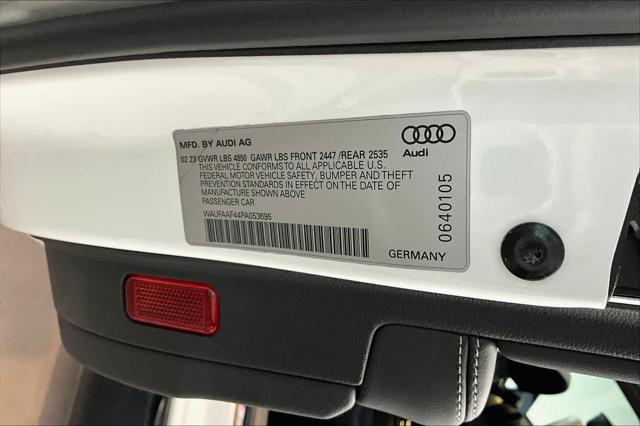 MFD. BY AUDI AG
02 23 GVWR LBS 4850 GAWR LBS FRONT 2447 /REAR 2535
THIS VEHICLE CONFORMS TO ALL APPLICABLE U.S.
FEDERAL MOTOR VEHICLE SAFETY, BUMPER AND THEFT
PREVENTION STANDARDS IN EFFECT ON THE DATE OF
MANUFACTURE SHOWN ABOVE
PASSENGER CAR
WAUFAAF44PA053695
GERMANY
Audi
0640105